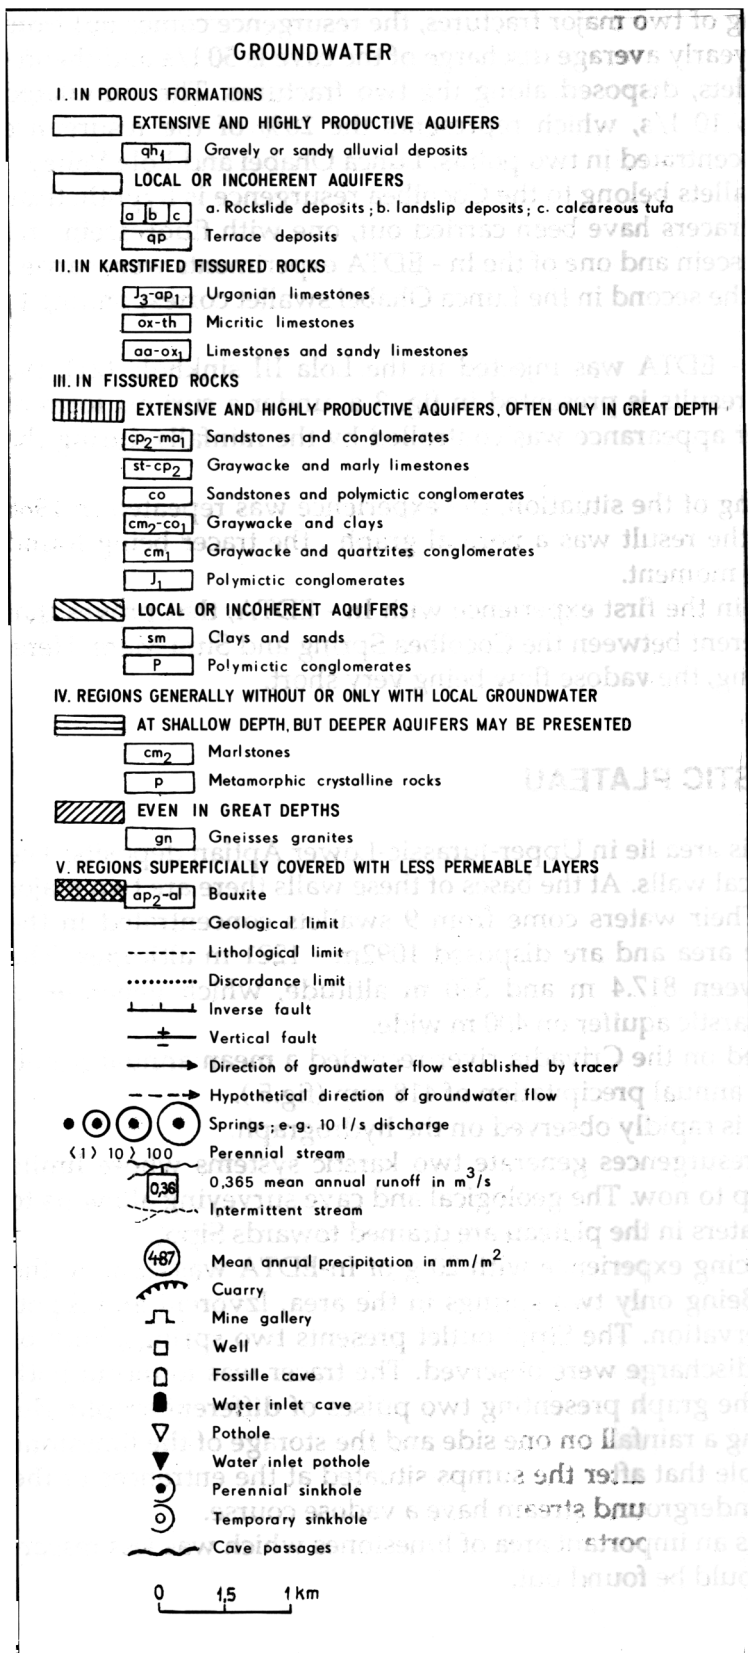 GROUNDWATER
I. IN POROUS FORMATIONS
EXTENSIVE AND HIGHLY PRODUCTIVE AQUIFERS
qh1 Gravely or sandy alluvial deposits
LOCAL OR INCOHERENT AQUIFERS
a b c a. Rockslide deposits; b. landslip deposits; c. calcareous tufa
qp Terrace deposits
II. IN KARSTIFIED FISSURED ROCKS
J3-ap1 Urgonian limestones
ox-th Micritic limestones
aa-ox1 Limestones and sandy limestones
III. IN FISSURED ROCKS
EXTENSIVE AND HIGHLY PRODUCTIVE AQUIFERS, OFTEN ONLY IN GREAT DEPTH
cp2-ma1 Sandstones and conglomerates
st-cp2 Graywacke and marly limestones
co Sandstones and polymictic conglomerates
cm2-co1 Graywacke and clays
cm1 Graywacke and quartzites conglomerates
J1 Polymictic conglomerates
LOCAL OR INCOHERENT AQUIFERS
sm Clays and sands
P Polymictic conglomerates
IV. REGIONS GENERALLY WITHOUT OR ONLY WITH LOCAL GROUNDWATER
AT SHALLOW DEPTH, BUT DEEPER AQUIFERS MAY BE PRESENTED
cm2 Marlstones
p Metamorphic crystalline rocks
EVEN IN GREAT DEPTHS
gn Gneisses granites
V. REGIONS SUPERFICIALLY COVERED WITH LESS PERMEABLE LAYERS
ap2-al Bauxite
Geological limit
Lithological limit
Discordance limit
Inverse fault
Vertical fault
Direction of groundwater flow established by tracer
Hypothetical direction of groundwater flow
Springs; e.g. 10 l/s discharge
⟨1⟩ 10⟩ 100 Perennial stream
0,36 0,365 mean annual runoff in m3/s
Intermittent stream
487 Mean annual precipitation in mm/m2
Cuarry
Mine gallery
Well
Fossille cave
Water inlet cave
Pothole
Water inlet pothole
Perennial sinkhole
Temporary sinkhole
Cave passages
0 1,5 1 km